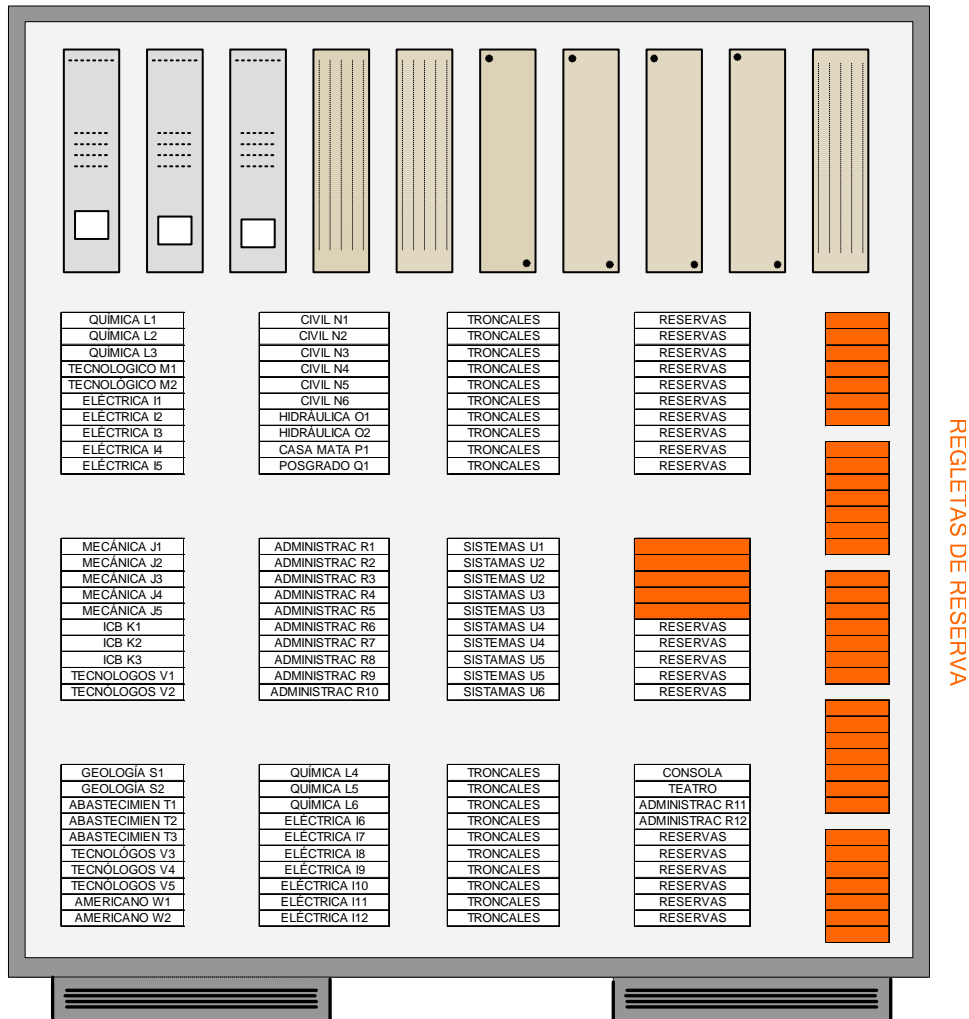 QUÍMICA L1
QUÍMICA L2
QUÍMICA L3
TECNOLOGICO M1
TECNOLÓGICO M2
ELÉCTRICA I1
ELÉCTRICA I2
ELÉCTRICA I3
ELÉCTRICA I4
ELÉCTRICA I5
CIVIL N1
CIVIL N2
CIVIL N3
CIVIL N4
CIVIL N5
CIVIL N6
HIDRÁULICA O1
HIDRÁULICA O2
CASA MATA P1
POSGRADO Q1
TRONCALES
TRONCALES
TRONCALES
TRONCALES
TRONCALES
TRONCALES
TRONCALES
TRONCALES
TRONCALES
TRONCALES
RESERVAS
RESERVAS
RESERVAS
RESERVAS
RESERVAS
RESERVAS
RESERVAS
RESERVAS
RESERVAS
RESERVAS
MECÁNICA J1
MECÁNICA J2
MECÁNICA J3
MECÁNICA J4
MECÁNICA J5
ICB K1
ICB K2
ICB K3
TECNOLOGOS V1
TECNÓLOGOS V2
ADMINISTRAC R1
ADMINISTRAC R2
ADMINISTRAC R3
ADMINISTRAC R4
ADMINISTRAC R5
ADMINISTRAC R6
ADMINISTRAC R7
ADMINISTRAC R8
ADMINISTRAC R9
ADMINISTRAC R10
SISTEMAS U1
SISTAMAS U2
SISTEMAS U2
SISTAMAS U3
SISTEMAS U3
SISTAMAS U4
SISTEMAS U4
SISTAMAS U5
SISTEMAS U5
SISTAMAS U6
RESERVAS
RESERVAS
RESERVAS
RESERVAS
RESERVAS
GEOLOGÍA S1
GEOLOGÍA S2
ABASTECIMIEN T1
ABASTECIMIEN T2
ABASTECIMIEN T3
TECNOLÓGOS V3
TECNÓLOGOS V4
TECNÓLOGOS V5
AMERICANO W1
AMERICANO W2
QUÍMICA L4
QUÍMICA L5
QUÍMICA L6
ELÉCTRICA I6
ELÉCTRICA I7
ELÉCTRICA I8
ELÉCTRICA I9
ELÉCTRICA I10
ELÉCTRICA I11
ELÉCTRICA I12
TRONCALES
TRONCALES
TRONCALES
TRONCALES
TRONCALES
TRONCALES
TRONCALES
TRONCALES
TRONCALES
TRONCALES
CONSOLA
TEATRO
ADMINISTRAC R11
ADMINISTRAC R12
RESERVAS
RESERVAS
RESERVAS
RESERVAS
RESERVAS
RESERVAS
REGLETAS DE RESERVA